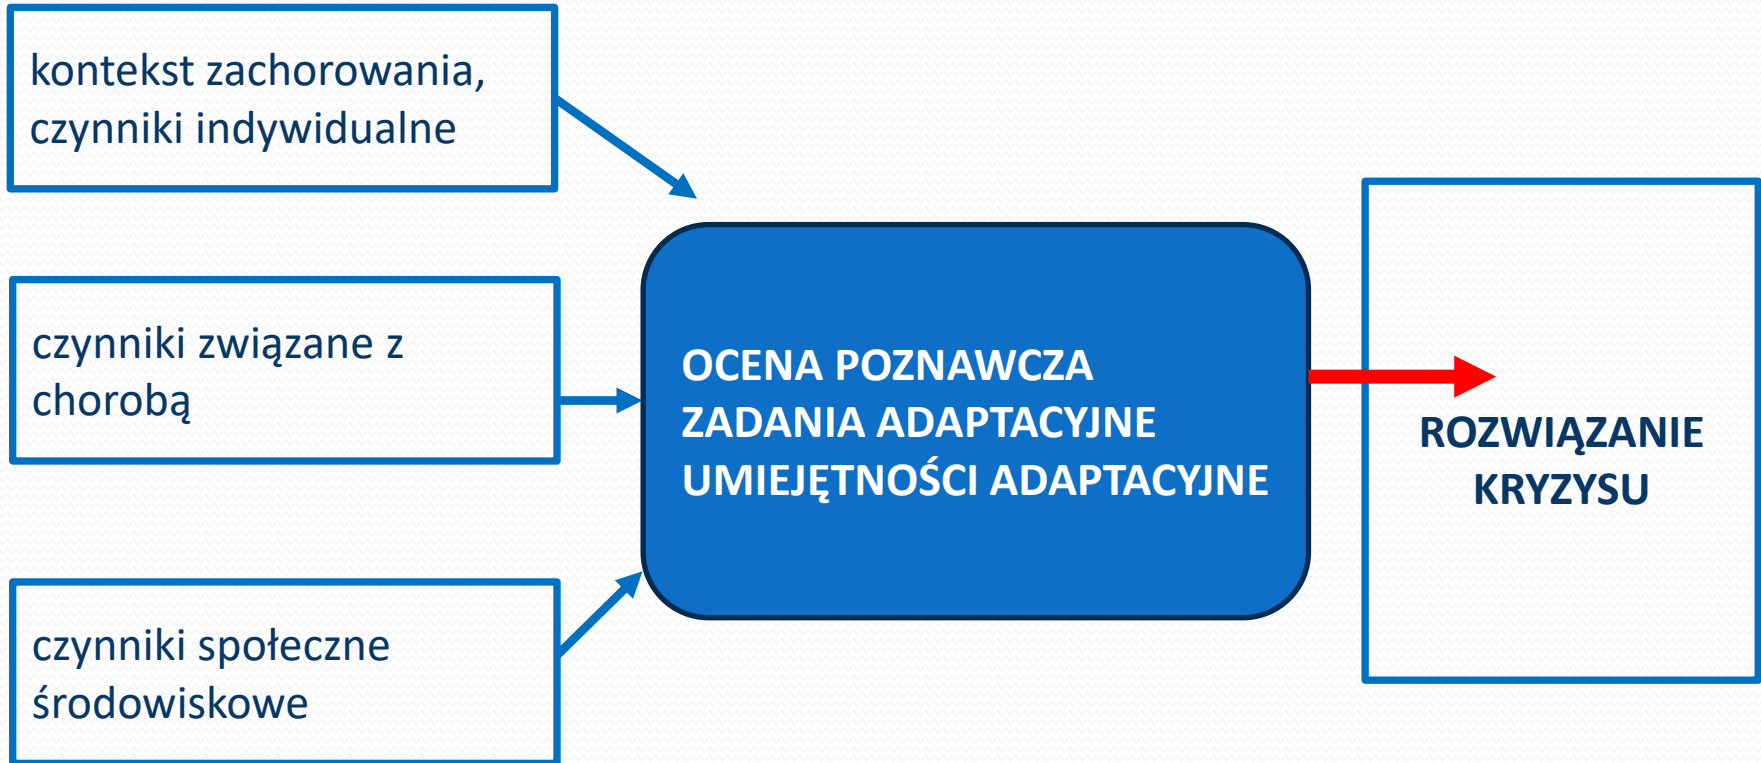 kontekst zachorowania,
czynniki indywidualne
czynniki związane z
chorobą
czynniki społeczne
środowiskowe
OCENA POZNAWCZA
ZADANIA ADAPTACYJNE
UMIEJĘTNOŚCI ADAPTACYJNE
ROZWIĄZANIE
KRYZYSU